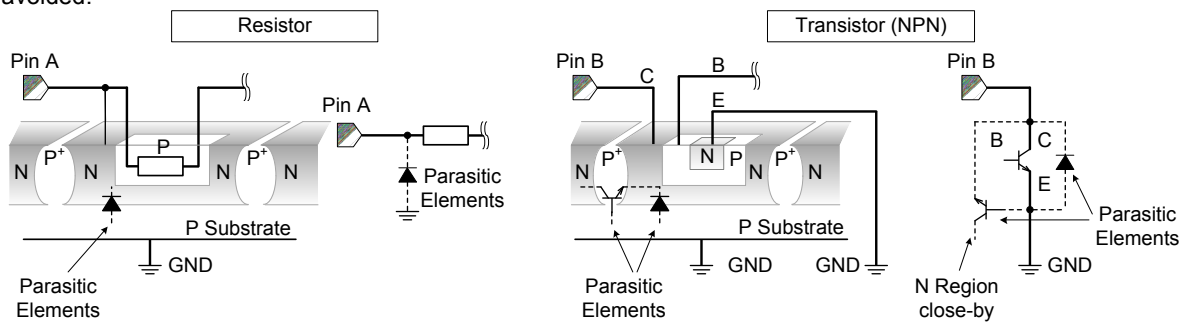 avoided.
Resistor
Transistor (NPN)
Pin A
Pin B
B
Pin B
C
E
Pin A
P
N
P+
N
N
P+
N
Parasitic
Elements
P Substrate
GND
Parasitic
Elements
N
P+
N
N
P
N
P+
N
P Substrate
GND
GND
Parasitic
Elements
B
C
E
Parasitic
Elements
GND
N Region
close-by